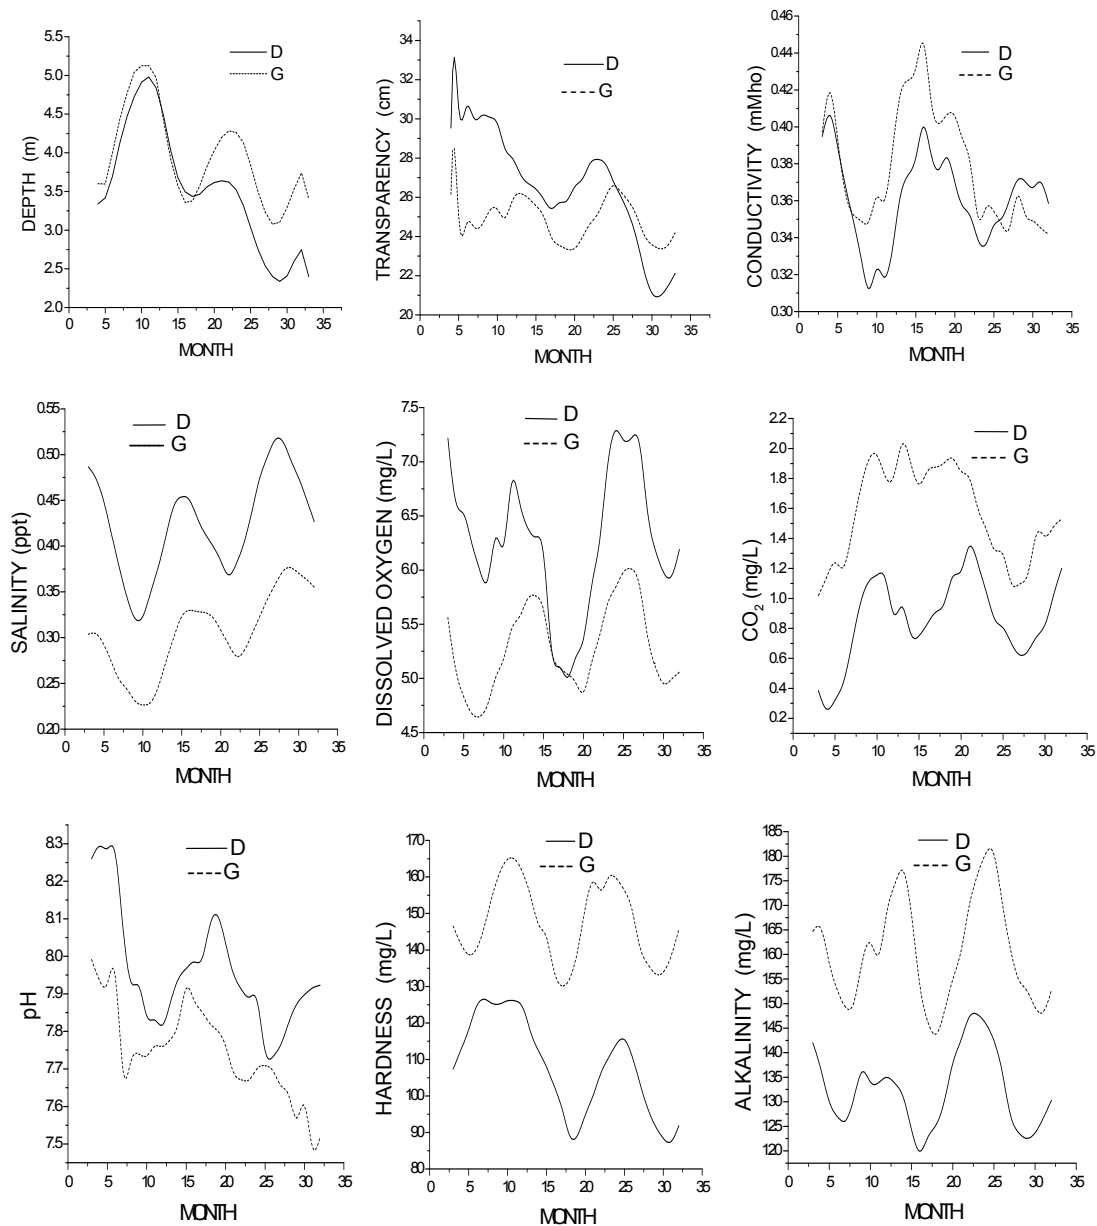 5.5
5.0
4.5
4.0
3.5
3.0
2.5
2.0
DEPTH (m)
D
G
0 5 10 15 20 25 30 35
MONTH
34
32
30
28
26
24
22
20
TRANSPARENCY (cm)
D
G
0 5 10 15 20 25 30 35
MONTH
0.46
0.44
0.42
0.40
0.38
0.36
0.34
0.32
0.30
CONDUCTIVITY (mMho)
D
G
0 5 10 15 20 25 30 35
MONTH
0.55
0.50
0.45
0.40
0.35
0.30
0.25
0.20
SALINITY (ppt)
D
G
0 5 10 15 20 25 30 35
MONTH
7.5
7.0
6.5
6.0
5.5
5.0
4.5
DISSOLVED OXYGEN (mg/L)
D
G
0 5 10 15 20 25 30 35
MONTH
2.2
2.0
1.8
1.6
1.4
1.2
1.0
0.8
0.6
0.4
0.2
CO₂ (mg/L)
D
G
0 5 10 15 20 25 30 35
MONTH
8.3
8.2
8.1
8.0
7.9
7.8
7.7
7.6
7.5
pH
D
G
0 5 10 15 20 25 30 35
MONTH
170
160
150
140
130
120
110
100
90
80
HARDNESS (mg/L)
D
G
0 5 10 15 20 25 30 35
MONTH
185
180
175
170
165
160
155
150
145
140
135
130
125
120
ALKALINITY (mg/L)
D
G
0 5 10 15 20 25 30 35
MONTH